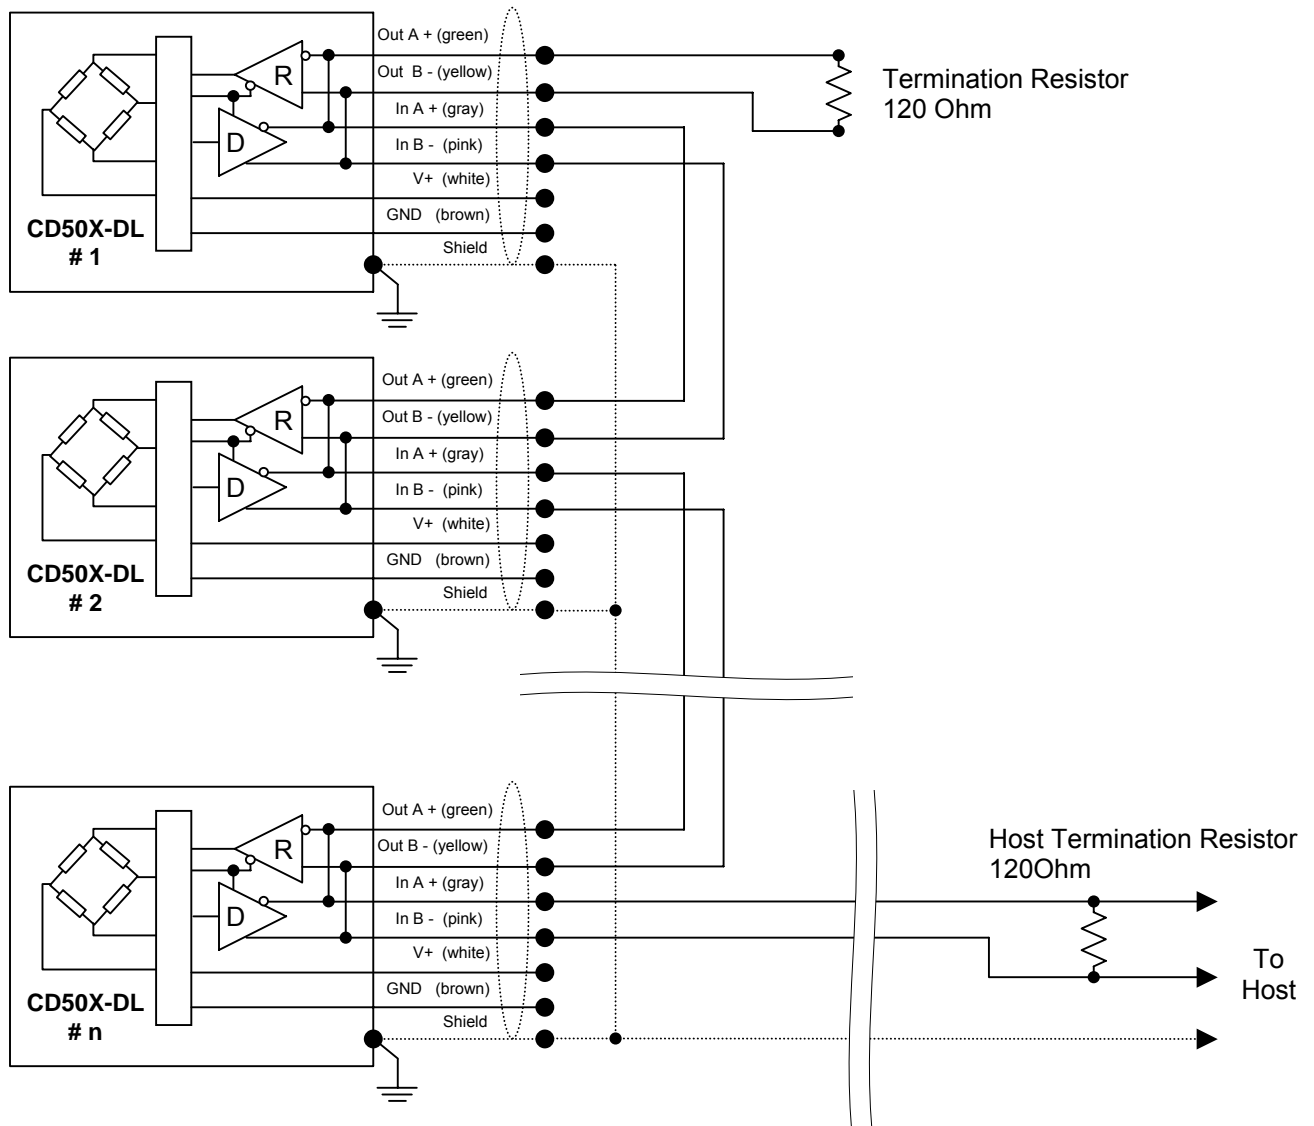 Out A + (green)
Out B - (yellow)
In A + (gray)
In B - (pink)
V+ (white)
GND (brown)
Shield
R
D
CD50X-DL
# 1
Termination Resistor
120 Ohm
Out A + (green)
Out B - (yellow)
In A + (gray)
In B - (pink)
V+ (white)
GND (brown)
Shield
R
D
CD50X-DL
# 2
Out A + (green)
Out B - (yellow)
In A + (gray)
In B - (pink)
V+ (white)
GND (brown)
Shield
R
D
CD50X-DL
# n
Host Termination Resistor
120Ohm
To
Host